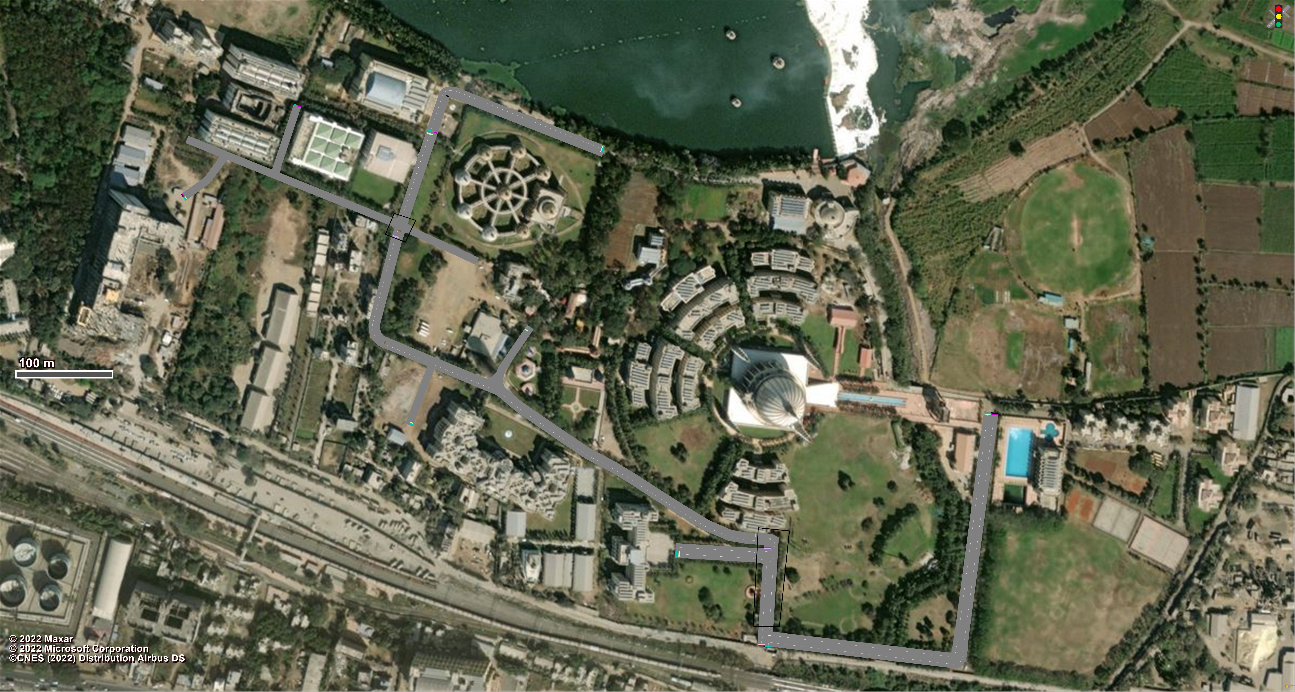 100 m
© 2022 Maxar
© 2022 Microsoft Corporation
©CNES (2022) Distribution Airbus DS